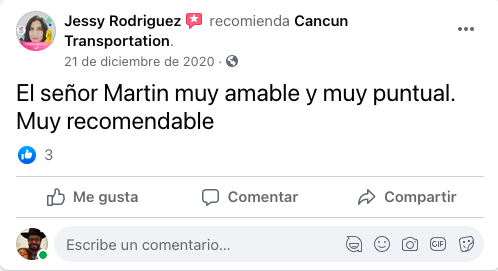 Jessy Rodriguez recomienda Cancun
Transportation.
21 de diciembre de 2020 ·
El señor Martin muy amable y muy puntual.
Muy recomendable
3
Me gusta Comentar Compartir
Escribe un comentario... GIF